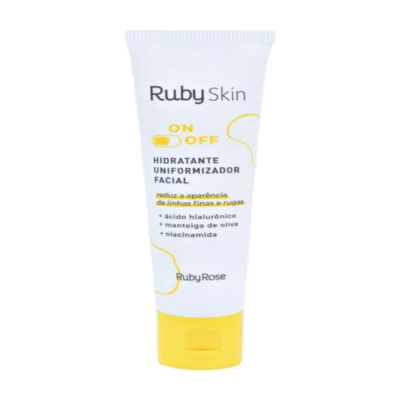 Ruby Skin
ON
OFF
HIDRATANTE
UNIFORMIZADOR
FACIAL
reduz a aparência
de linhas finas e rugas
• ácido hialurônico
• manteiga de oliva
• niacinamida
RubyRose